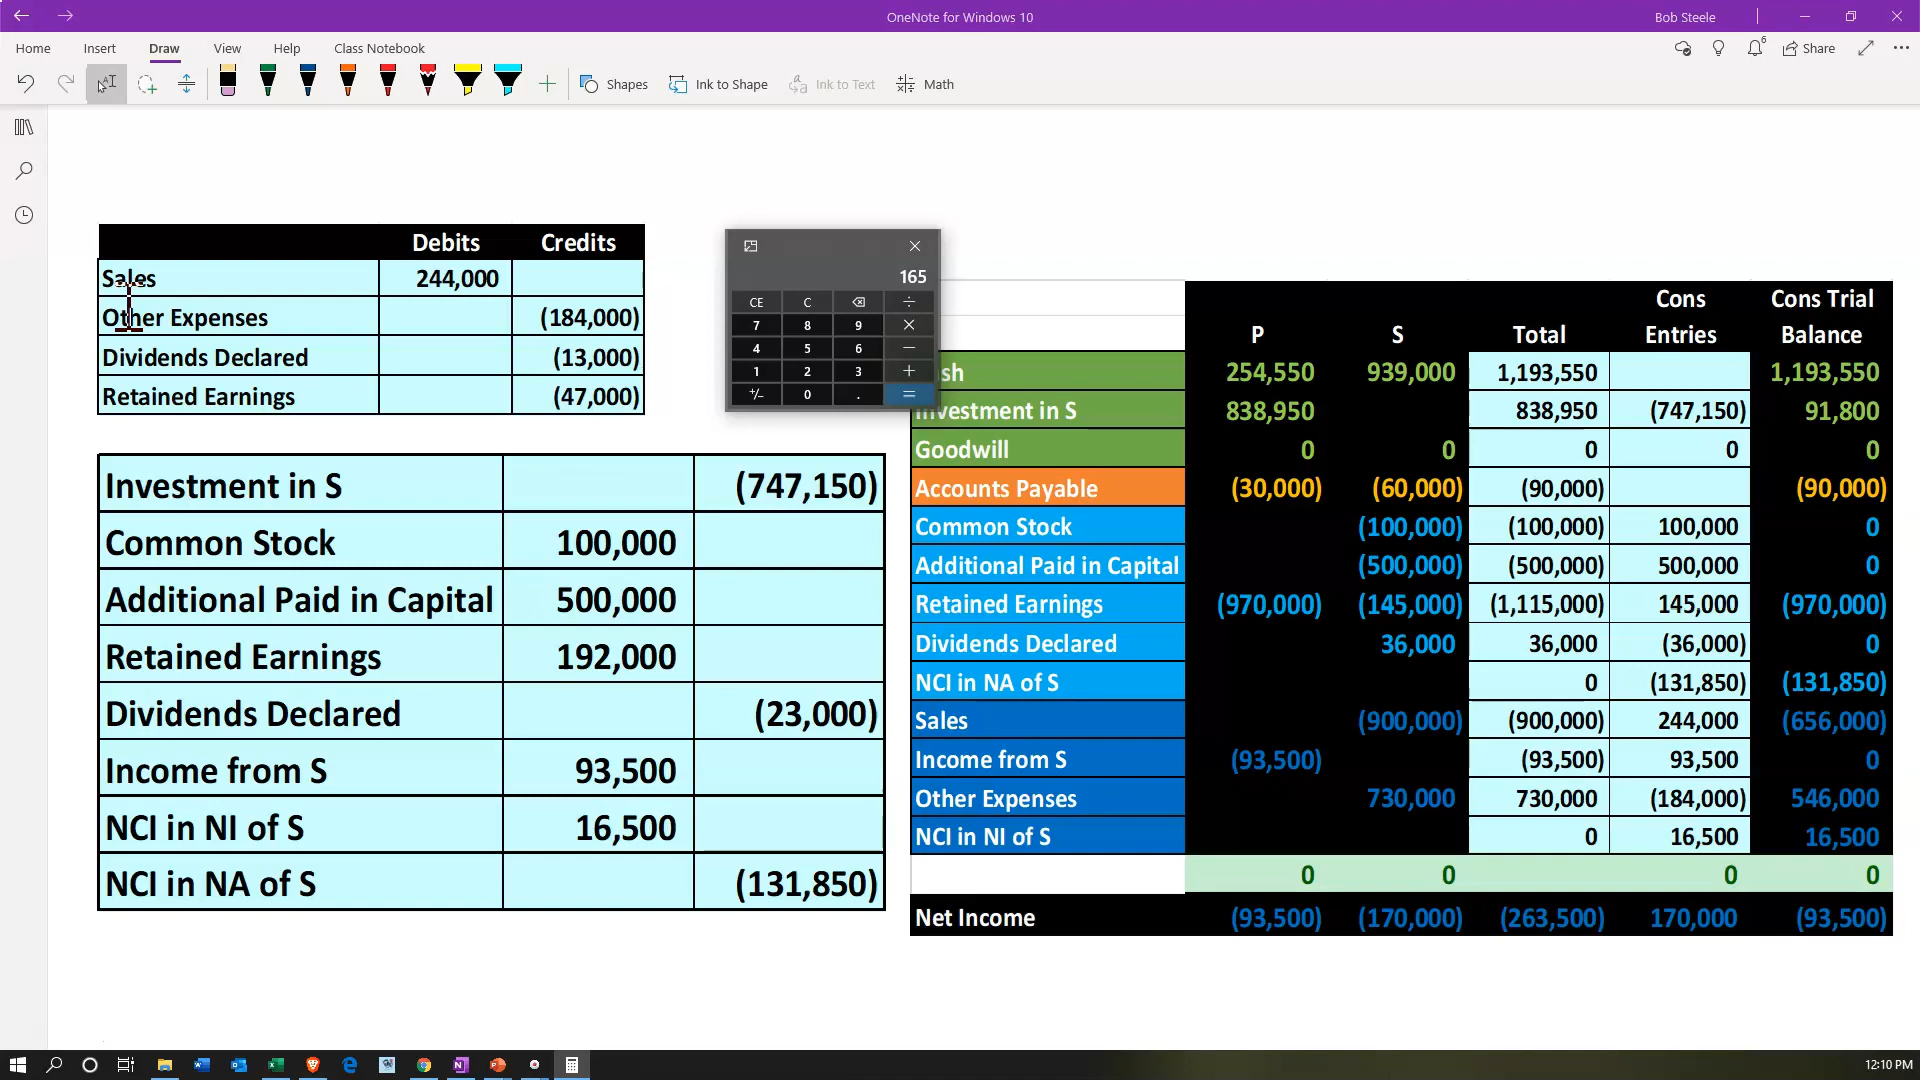 OneNote for Windows 10
Bob Steele
Home Insert Draw View Help Class Notebook
6
Share
Shapes Ink to Shape Ink to Text Math
Debits Credits
Sales 244,000
Other Expenses (184,000)
Dividends Declared (13,000)
Retained Earnings (47,000)
Investment in S (747,150)
Common Stock 100,000
Additional Paid in Capital 500,000
Retained Earnings 192,000
Dividends Declared (23,000)
Income from S 93,500
NCI in NI of S 16,500
NCI in NA of S (131,850)
165
CE C ÷
7 8 9 ×
4 5 6 −
1 2 3 +
+/− 0 . =
P S Total Cons Entries Cons Trial Balance
sh 254,550 939,000 1,193,550 1,193,550
Investment in S 838,950 838,950 (747,150) 91,800
Goodwill 0 0 0 0 0
Accounts Payable (30,000) (60,000) (90,000) (90,000)
Common Stock (100,000) (100,000) 100,000 0
Additional Paid in Capital (500,000) (500,000) 500,000 0
Retained Earnings (970,000) (145,000) (1,115,000) 145,000 (970,000)
Dividends Declared 36,000 36,000 (36,000) 0
NCI in NA of S 0 (131,850) (131,850)
Sales (900,000) (900,000) 244,000 (656,000)
Income from S (93,500) (93,500) 93,500 0
Other Expenses 730,000 730,000 (184,000) 546,000
NCI in NI of S 0 16,500 16,500
0 0 0 0
Net Income (93,500) (170,000) (263,500) 170,000 (93,500)
12:10 PM